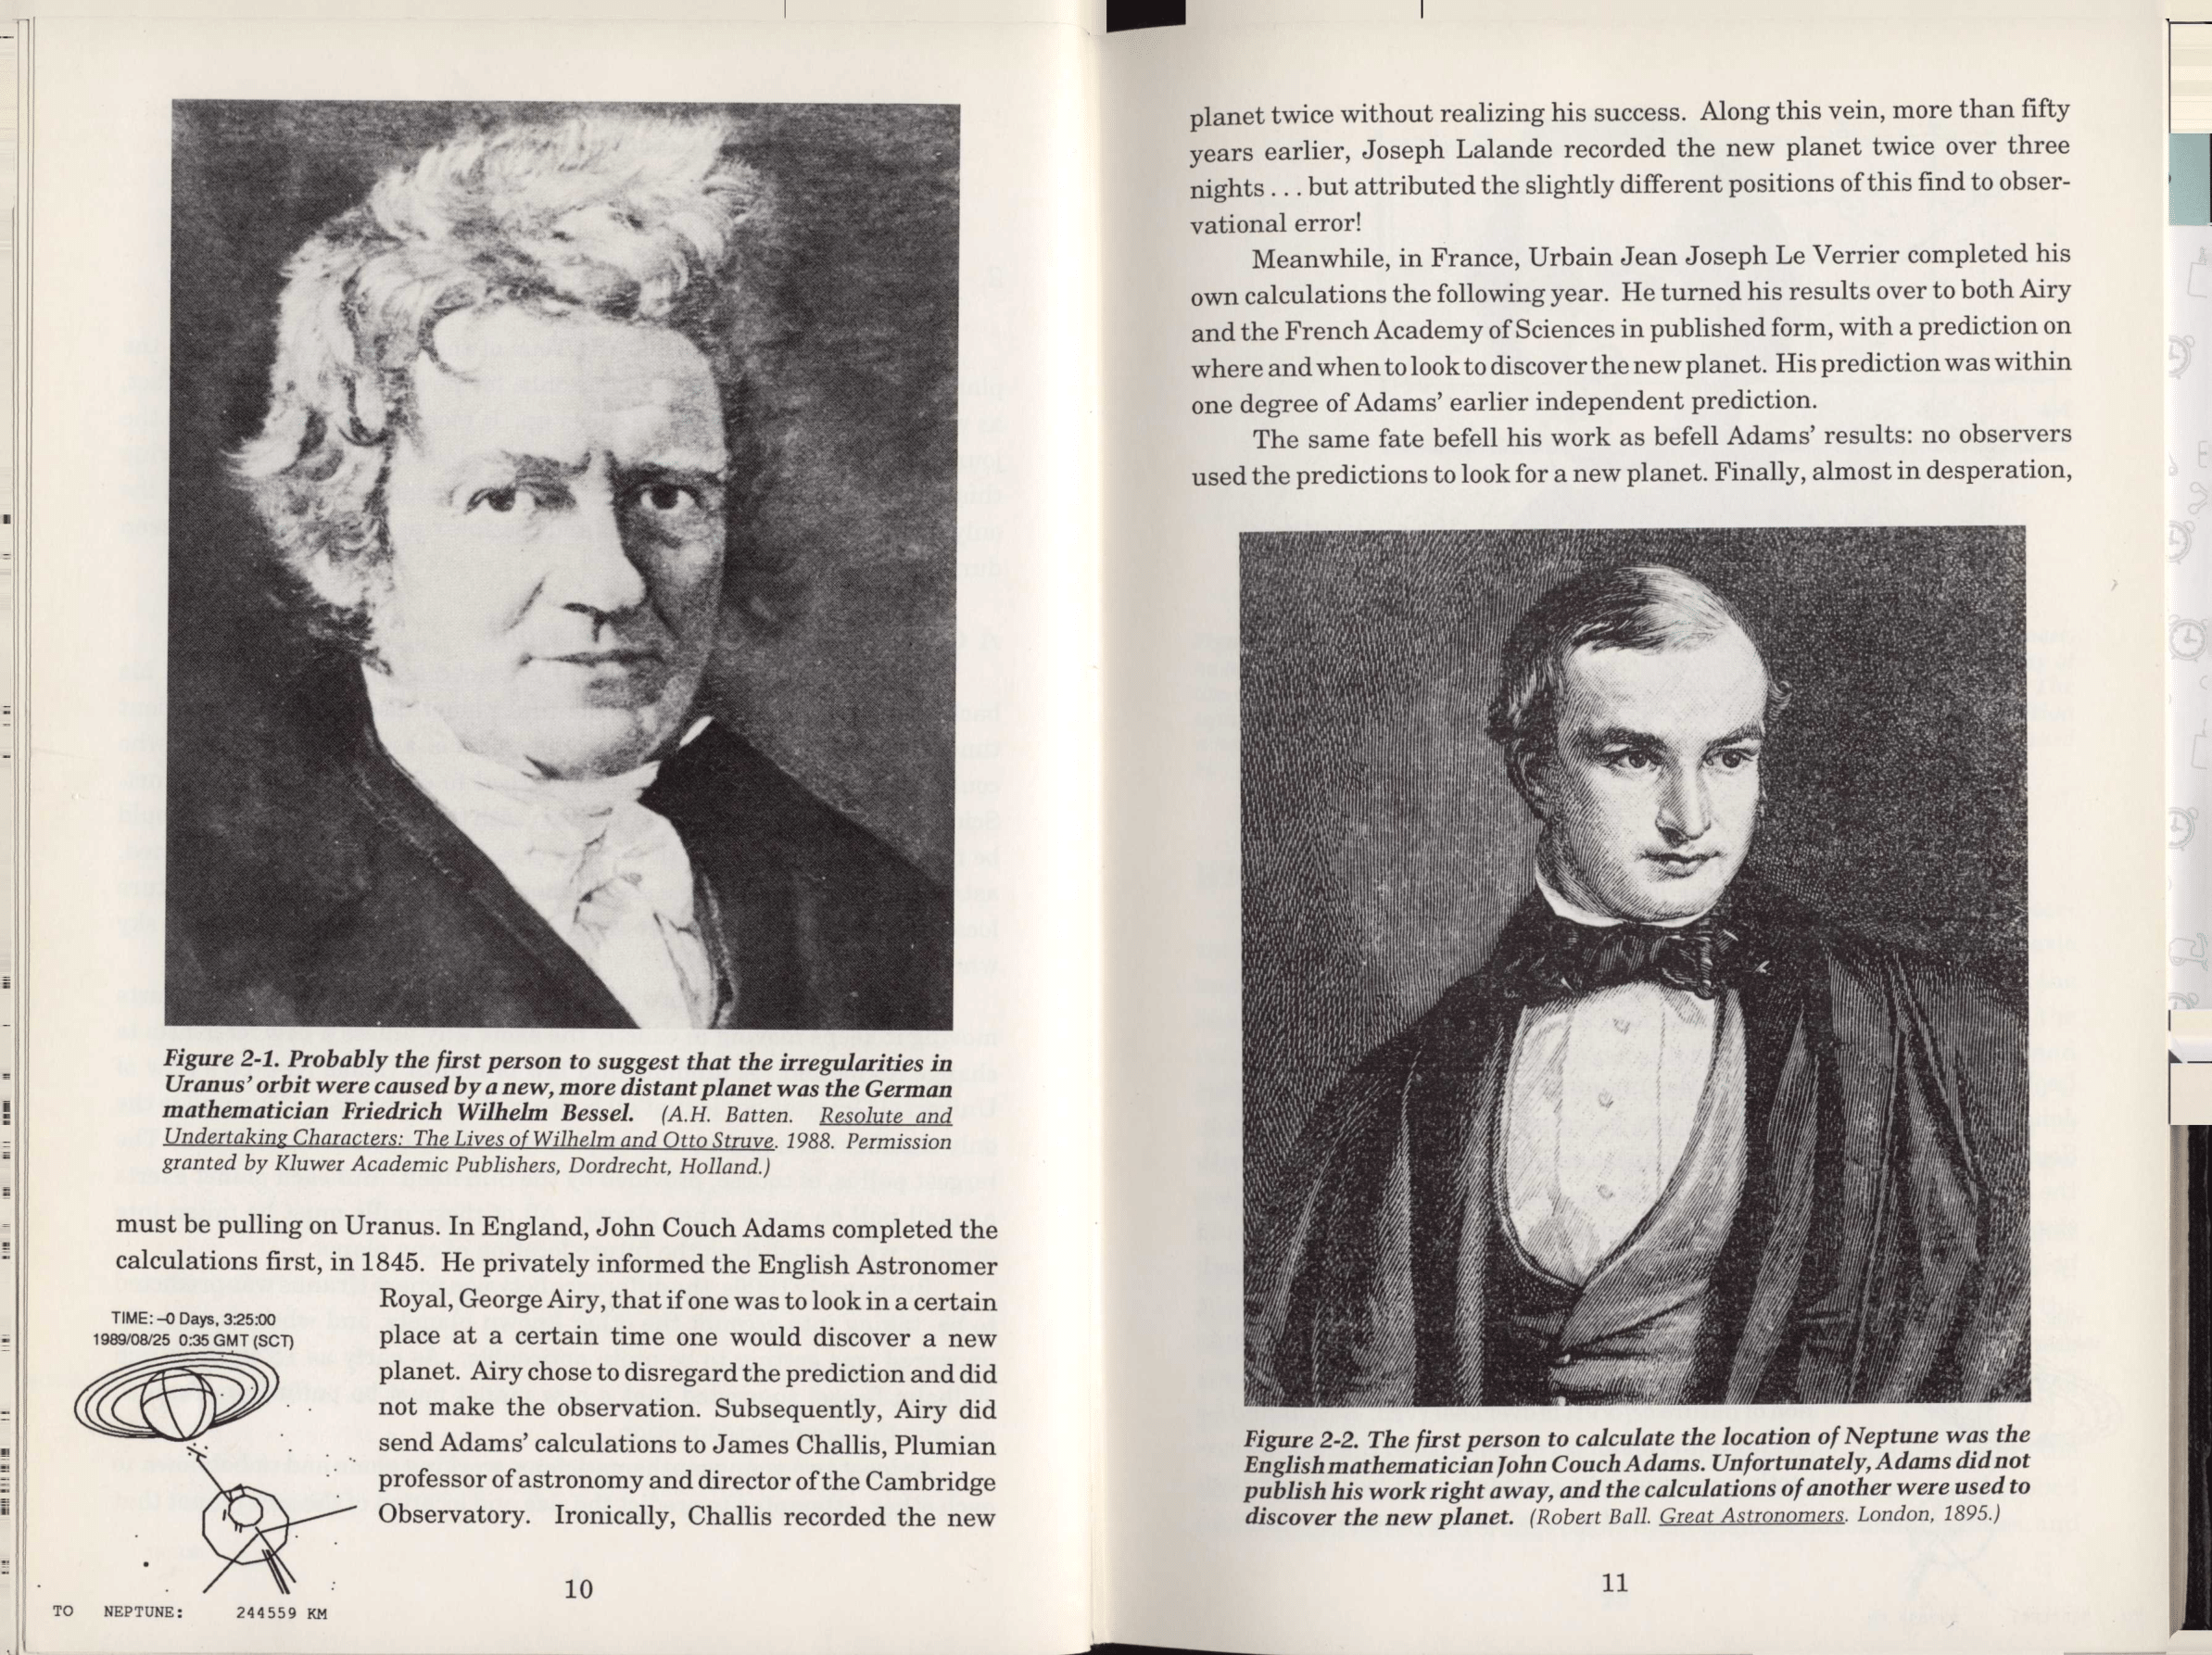 Figure 2-1. Probably the first person to suggest that the irregularities in
Uranus' orbit were caused by a new, more distant planet was the German
mathematician Friedrich Wilhelm Bessel. (A.H. Batten. Resolute and
Undertaking Characters: The Lives of Wilhelm and Otto Struve. 1988. Permission
granted by Kluwer Academic Publishers, Dordrecht, Holland.)
must be pulling on Uranus. In England, John Couch Adams completed the
calculations first, in 1845. He privately informed the English Astronomer
Royal, George Airy, that if one was to look in a certain
place at a certain time one would discover a new
planet. Airy chose to disregard the prediction and did
not make the observation. Subsequently, Airy did
send Adams' calculations to James Challis, Plumian
professor of astronomy and director of the Cambridge
Observatory. Ironically, Challis recorded the new
TIME: –0 Days, 3:25:00
1989/08/25 0:35 GMT (SCT)
TO NEPTUNE: 244559 KM
10
planet twice without realizing his success. Along this vein, more than fifty
years earlier, Joseph Lalande recorded the new planet twice over three
nights . . . but attributed the slightly different positions of this find to obser-
vational error!
Meanwhile, in France, Urbain Jean Joseph Le Verrier completed his
own calculations the following year. He turned his results over to both Airy
and the French Academy of Sciences in published form, with a prediction on
where and when to look to discover the new planet. His prediction was within
one degree of Adams' earlier independent prediction.
The same fate befell his work as befell Adams' results: no observers
used the predictions to look for a new planet. Finally, almost in desperation,
Figure 2-2. The first person to calculate the location of Neptune was the
English mathematician John Couch Adams. Unfortunately, Adams did not
publish his work right away, and the calculations of another were used to
discover the new planet. (Robert Ball. Great Astronomers. London, 1895.)
11